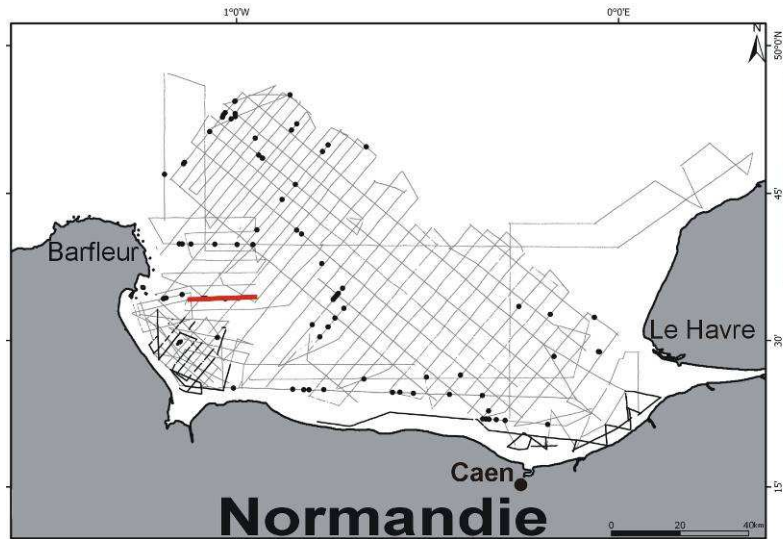 1°0'W 0°0'E
N
50°0'N
45'
Barfleur
Le Havre
30'
Caen
15'
Normandie
0 20 40km